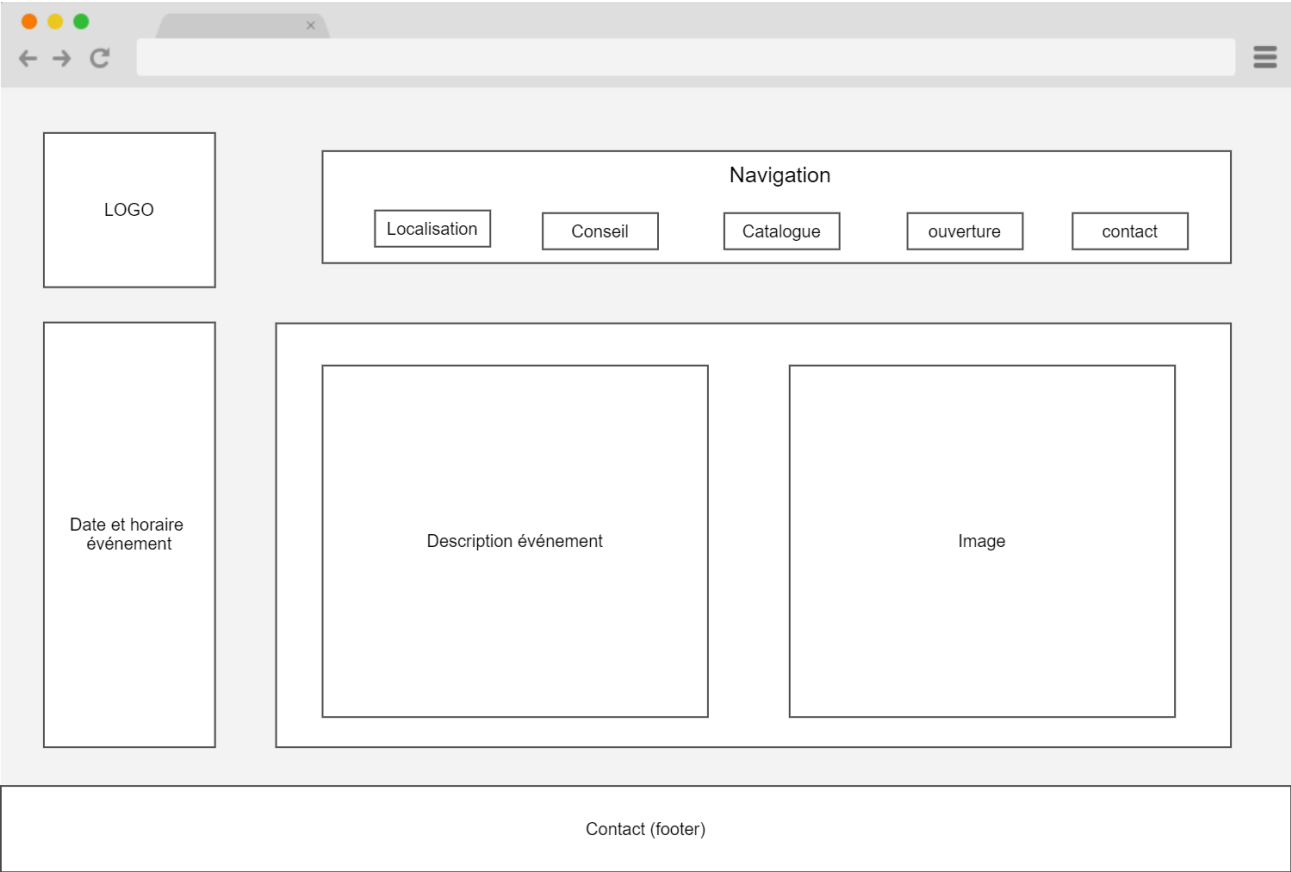 LOGO
Navigation
Localisation
Conseil
Catalogue
ouverture
contact
Date et horaire
événement
Description événement
Image
Contact (footer)